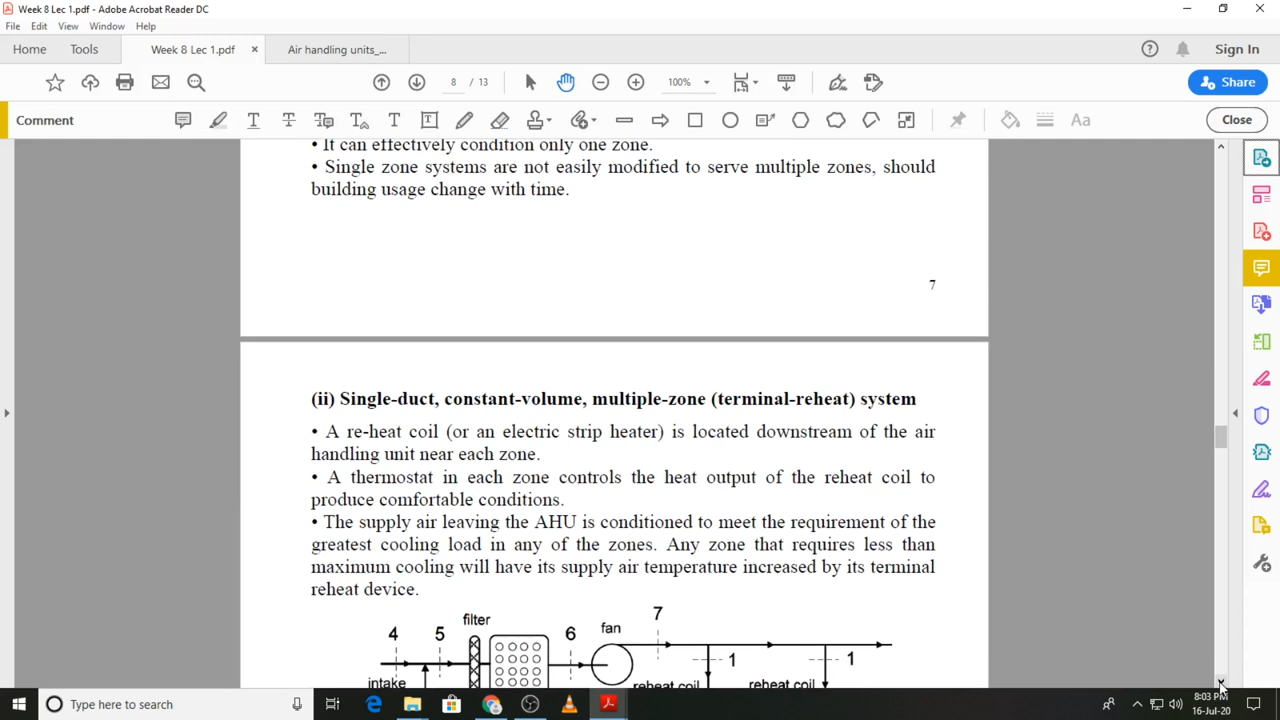 Week 8 Lec 1.pdf - Adobe Acrobat Reader DC
File Edit View Window Help
Home Tools Week 8 Lec 1.pdf × Air handling units_... Sign In
8 / 13 100% Share
Comment Aa Close
• It can effectively condition only one zone.
• Single zone systems are not easily modified to serve multiple zones, should
building usage change with time.
7
(ii) Single-duct, constant-volume, multiple-zone (terminal-reheat) system
• A re-heat coil (or an electric strip heater) is located downstream of the air
handling unit near each zone.
• A thermostat in each zone controls the heat output of the reheat coil to
produce comfortable conditions.
• The supply air leaving the AHU is conditioned to meet the requirement of the
greatest cooling load in any of the zones. Any zone that requires less than
maximum cooling will have its supply air temperature increased by its terminal
reheat device.
filter fan 7
4 5 6
1 1
intake reheat coil reheat coil
Type here to search
8:03 PM
16-Jul-20